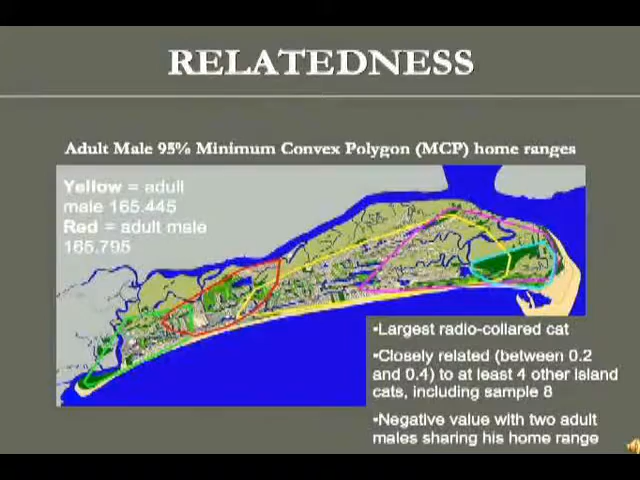 RELATEDNESS
Adult Male 95% Minimum Convex Polygon (MCP) home ranges
Yellow = adult
male 165.445
Red = adult male
165.795
•Largest radio-collared cat
•Closely related (between 0.2
and 0.4) to at least 4 other island
cats, including sample 8
•Negative value with two adult
males sharing his home range